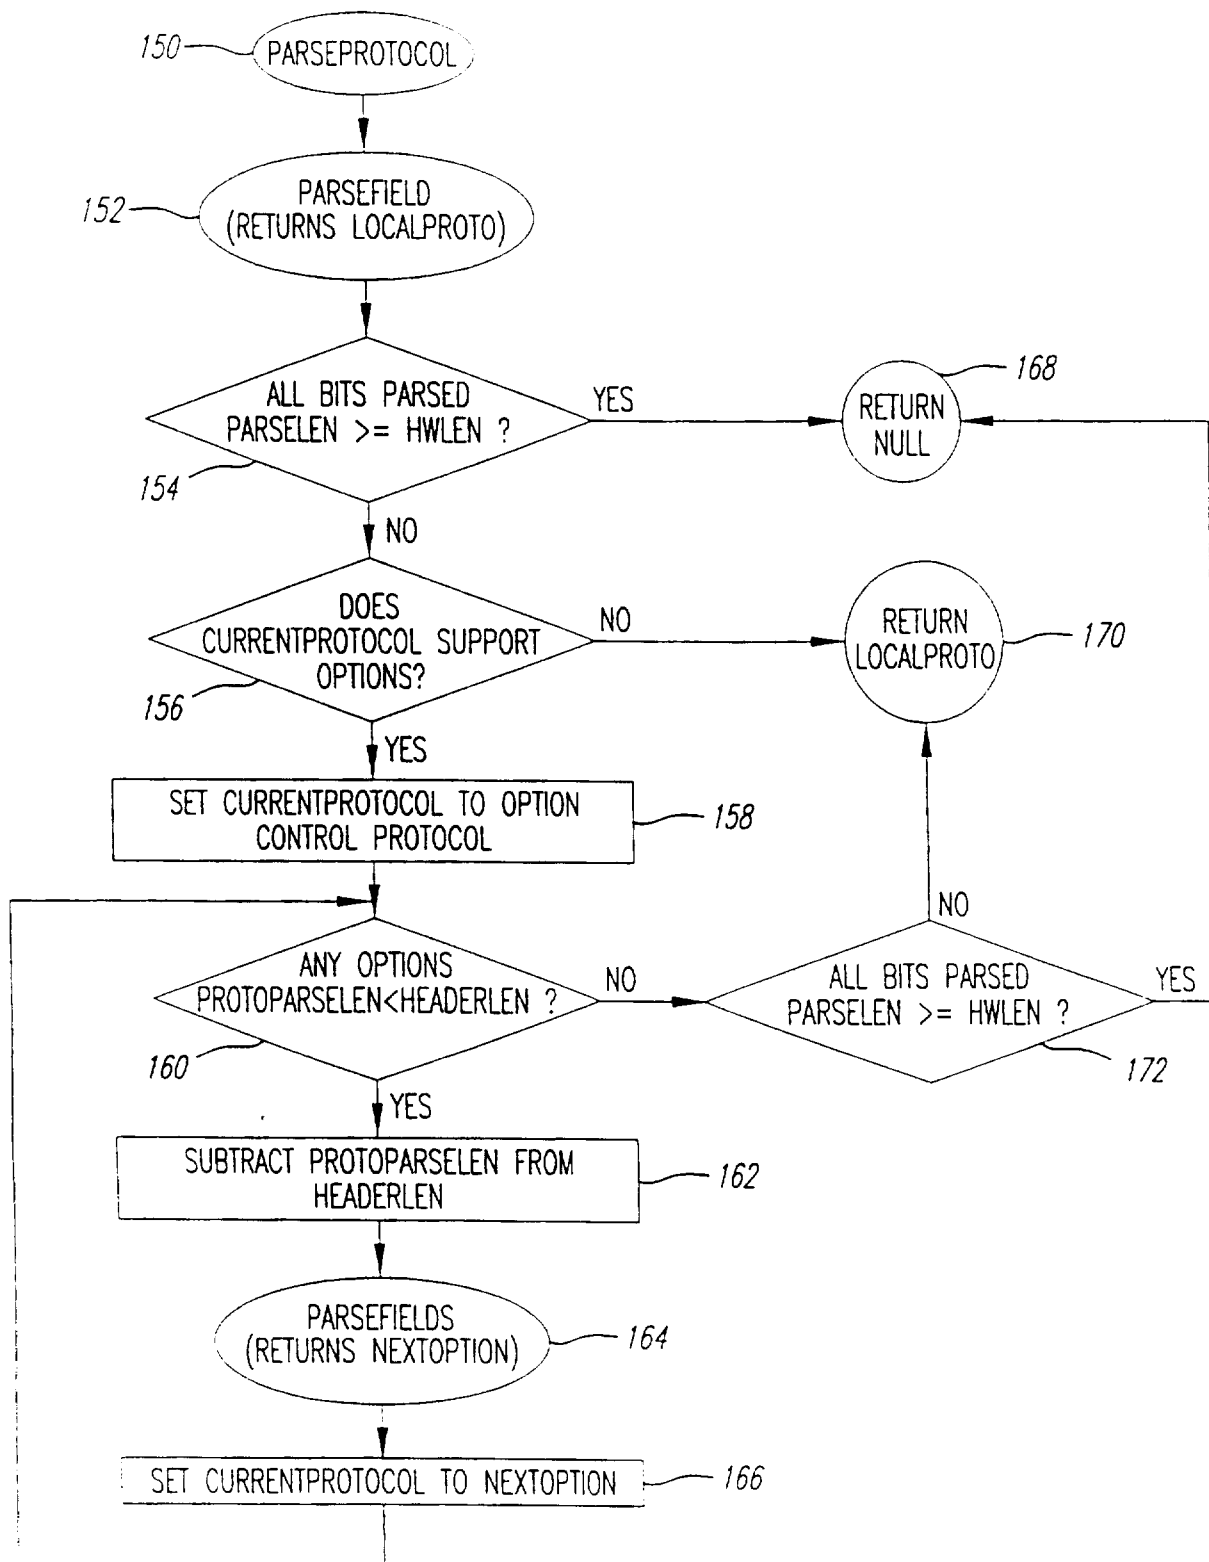 150
PARSEPROTOCOL
152
PARSEFIELD
(RETURNS LOCALPROTO)
ALL BITS PARSED
PARSELEN >= HWLEN ?
YES
154
168
RETURN
NULL
NO
DOES
CURRENTPROTOCOL SUPPORT
OPTIONS?
NO
156
RETURN
LOCALPROTO
170
YES
SET CURRENTPROTOCOL TO OPTION
CONTROL PROTOCOL
158
ANY OPTIONS
PROTOPARSELEN<HEADERLEN ?
NO
160
NO
ALL BITS PARSED
PARSELEN >= HWLEN ?
YES
172
YES
SUBTRACT PROTOPARSELEN FROM
HEADERLEN
162
PARSEFIELDS
(RETURNS NEXTOPTION)
164
SET CURRENTPROTOCOL TO NEXTOPTION
166